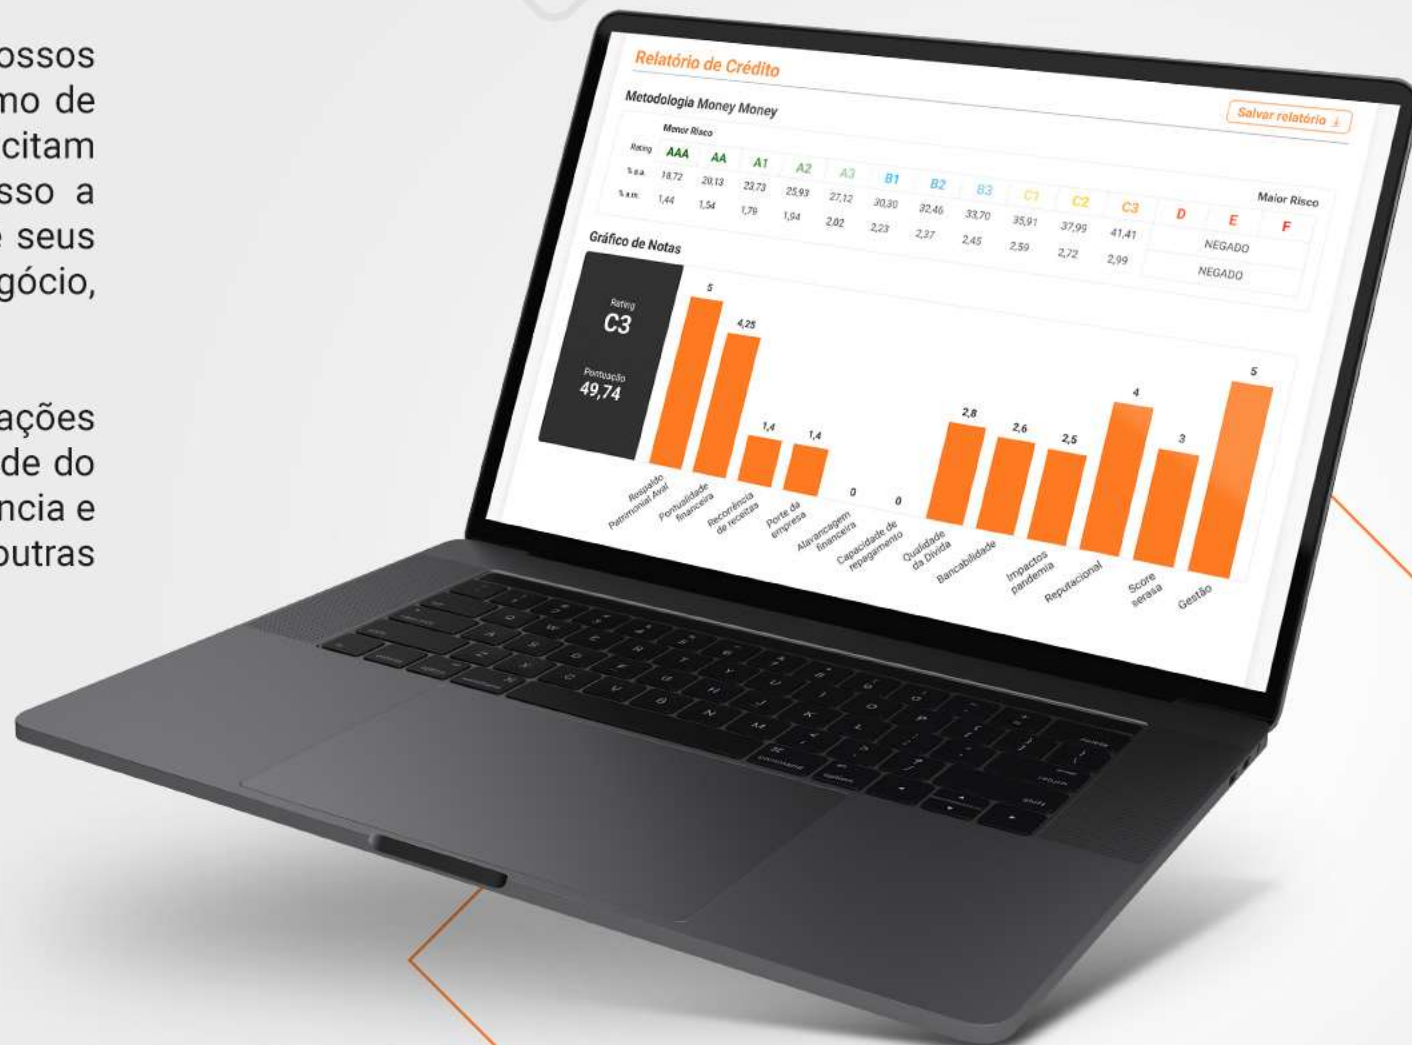 ossos
mo de
citam
sso a
e seus
gócio,
ações
de do
ncia e
outras
Relatório de Crédito
Salvar relatório
Metodologia Money Money
Menor Risco
Maior Risco
Rating AAA AA A1 A2 A3 B1 B2 B3 C1 C2 C3 D E F
% a.a. 18,72 20,13 23,73 25,93 27,12 30,30 32,46 33,70 35,91 37,99 41,41 NEGADO
% a.m. 1,44 1,54 1,79 1,94 2,02 2,23 2,37 2,45 2,59 2,72 2,99 NEGADO
Gráfico de Notas
Rating
C3
Pontuação
49,74
5 4,25 1,4 1,4 0 0 2,8 2,6 2,5 4 3 5
Respaldo
Patrimonial Aval
Pontualidade
financeira
Recorrência
de receitas
Porte da
empresa
Alavancagem
financeira
Capacidade de
repagamento
Qualidade
da Dívida
Bancabilidade
Impactos
pandemia
Reputacional
Score
serasa
Gestão
command
option
return
shift